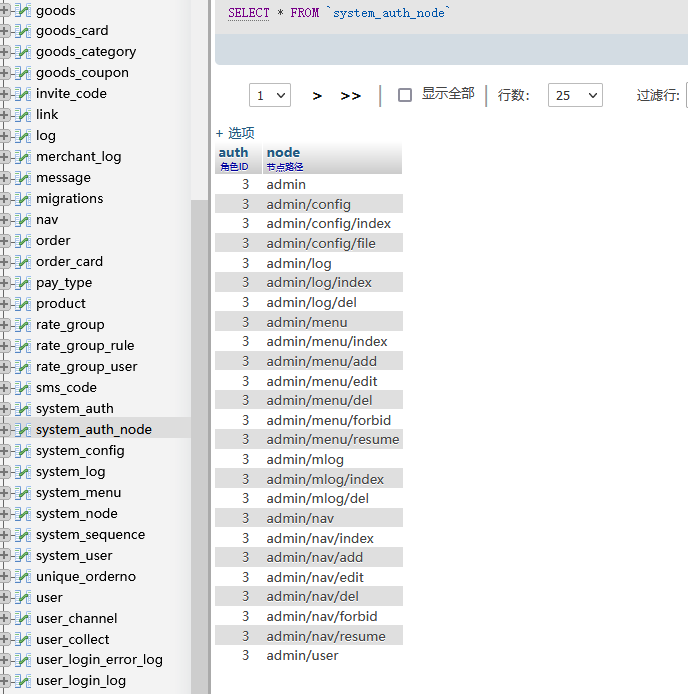 goods
goods_card
goods_category
goods_coupon
invite_code
link
log
merchant_log
message
migrations
nav
order
order_card
pay_type
product
rate_group
rate_group_rule
rate_group_user
sms_code
system_auth
system_auth_node
system_config
system_log
system_menu
system_node
system_sequence
system_user
unique_orderno
user
user_channel
user_collect
user_login_error_log
user_login_log
SELECT * FROM `system_auth_node`
1 > >> | 显示全部 | 行数: 25 过滤行:
+ 选项
auth node
角色ID 节点路径
3 admin
3 admin/config
3 admin/config/index
3 admin/config/file
3 admin/log
3 admin/log/index
3 admin/log/del
3 admin/menu
3 admin/menu/index
3 admin/menu/add
3 admin/menu/edit
3 admin/menu/del
3 admin/menu/forbid
3 admin/menu/resume
3 admin/mlog
3 admin/mlog/index
3 admin/mlog/del
3 admin/nav
3 admin/nav/index
3 admin/nav/add
3 admin/nav/edit
3 admin/nav/del
3 admin/nav/forbid
3 admin/nav/resume
3 admin/user